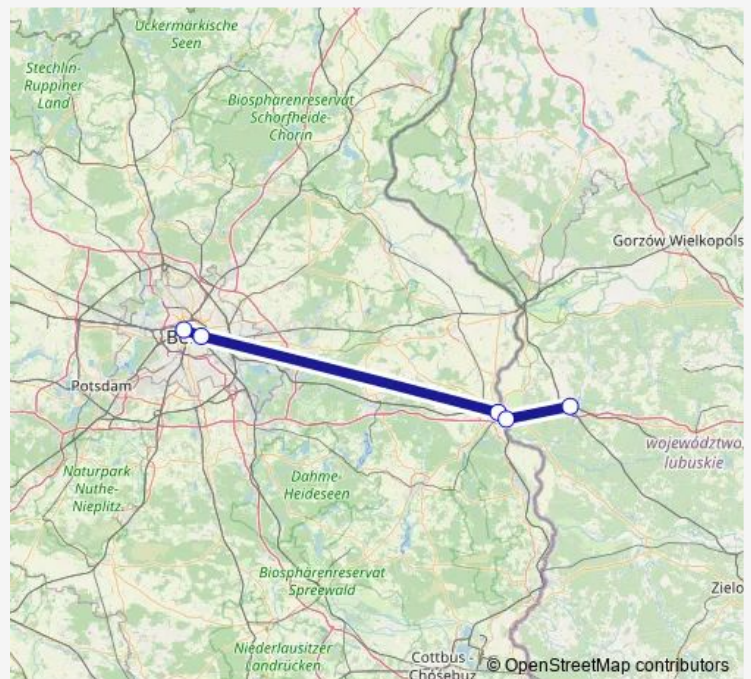 Uckermärkische
Seen
Stechlin-
Ruppiner
Land
Biosphärenreservat
Schorfheide-
Chorin
Gorzów Wielkopols
Potsdam
województwo
lubuskie
Naturpark
Nuthe-
Nieplitz
Dahme-
Heideseen
Biosphärenreservat
Spreewald
Zielo
Niederlausitzer
Landrücken
Cottbus -
Chóśebuz
© OpenStreetMap contributors